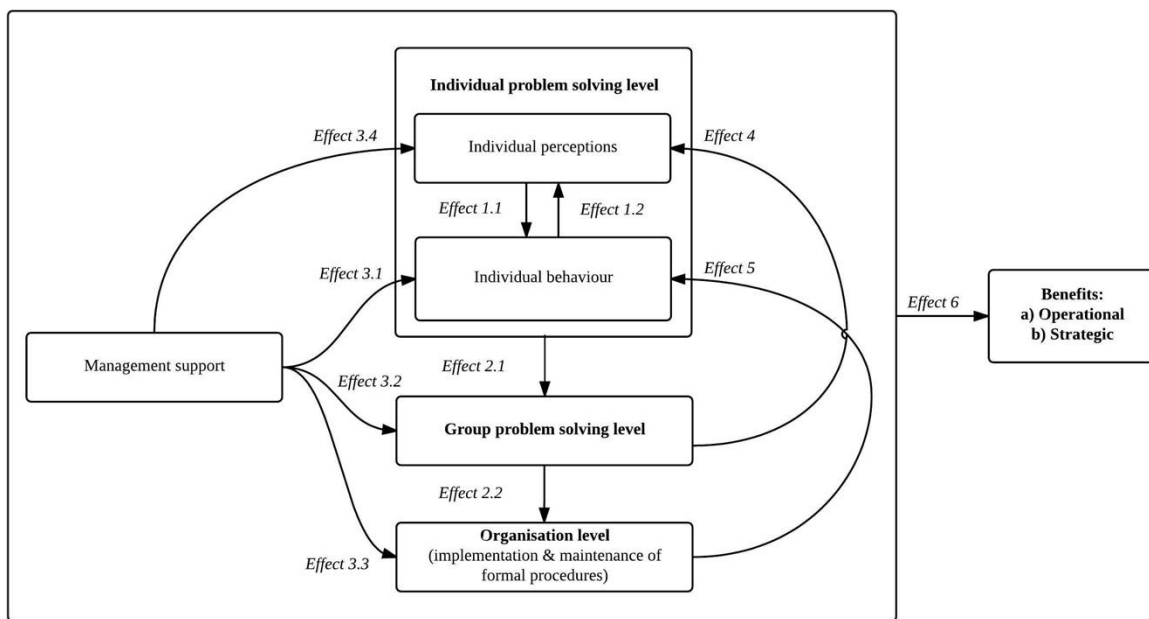 Individual problem solving level
Effect 3.4
Individual perceptions
Effect 4
Effect 1.1
Effect 1.2
Effect 3.1
Individual behaviour
Effect 5
Effect 6
Benefits:
a) Operational
b) Strategic
Management support
Effect 2.1
Effect 3.2
Group problem solving level
Effect 2.2
Organisation level
(implementation & maintenance of
formal procedures)
Effect 3.3